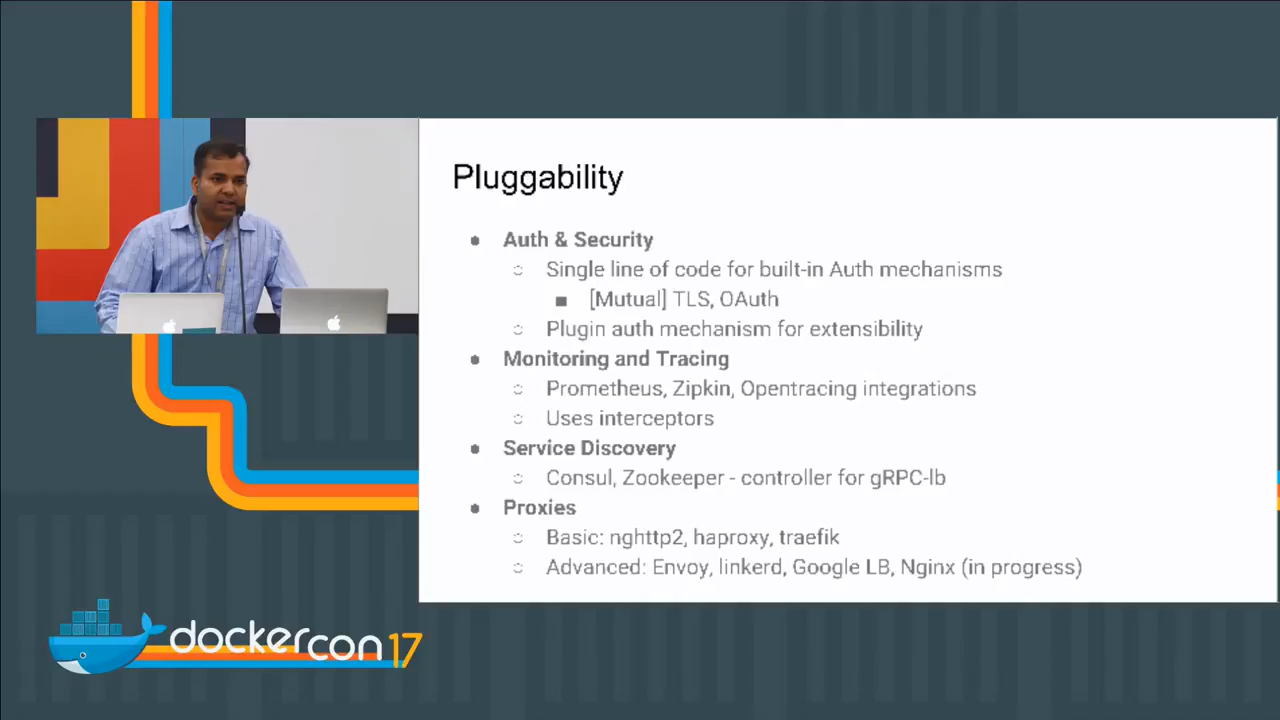 Pluggability
Auth & Security
Single line of code for built-in Auth mechanisms
[Mutual] TLS, OAuth
Plugin auth mechanism for extensibility
Monitoring and Tracing
Prometheus, Zipkin, Opentracing integrations
Uses interceptors
Service Discovery
Consul, Zookeeper - controller for gRPC-lb
Proxies
Basic: nghttp2, haproxy, traefik
Advanced: Envoy, linkerd, Google LB, Nginx (in progress)
dockercon 17